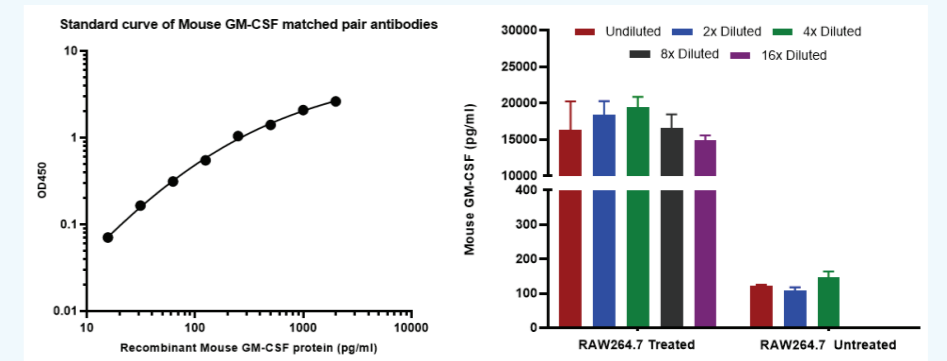 Standard curve of Mouse GM-CSF matched pair antibodies
10
1
0.1
0.01
OD450
10 100 1000 10000
Recombinant Mouse GM-CSF protein (pg/ml)
Undiluted 2x Diluted 4x Diluted
8x Diluted 16x Diluted
30000
25000
20000
15000
10000
400
300
200
100
0
Mouse GM-CSF (pg/ml)
RAW264.7 Treated RAW264.7 Untreated